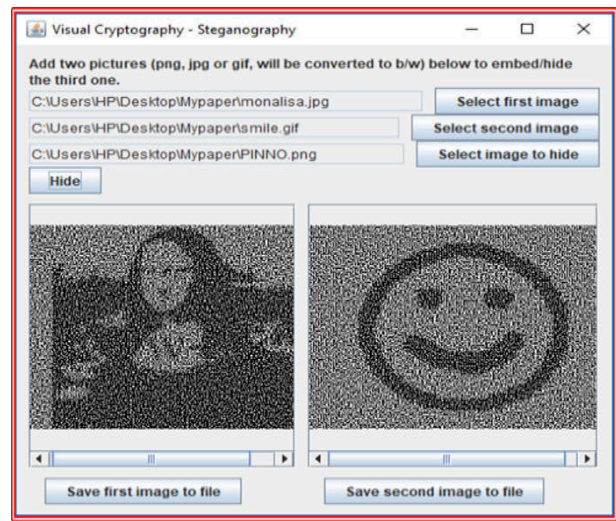 Visual Cryptography - Steganography
Add two pictures (png, jpg or gif, will be converted to b/w) below to embed/hide
the third one.
C:\Users\HP\Desktop\Mypaper\monalisa.jpg Select first image
C:\Users\HP\Desktop\Mypaper\smile.gif Select second image
C:\Users\HP\Desktop\Mypaper\PINNO.png Select image to hide
Hide
Save first image to file Save second image to file